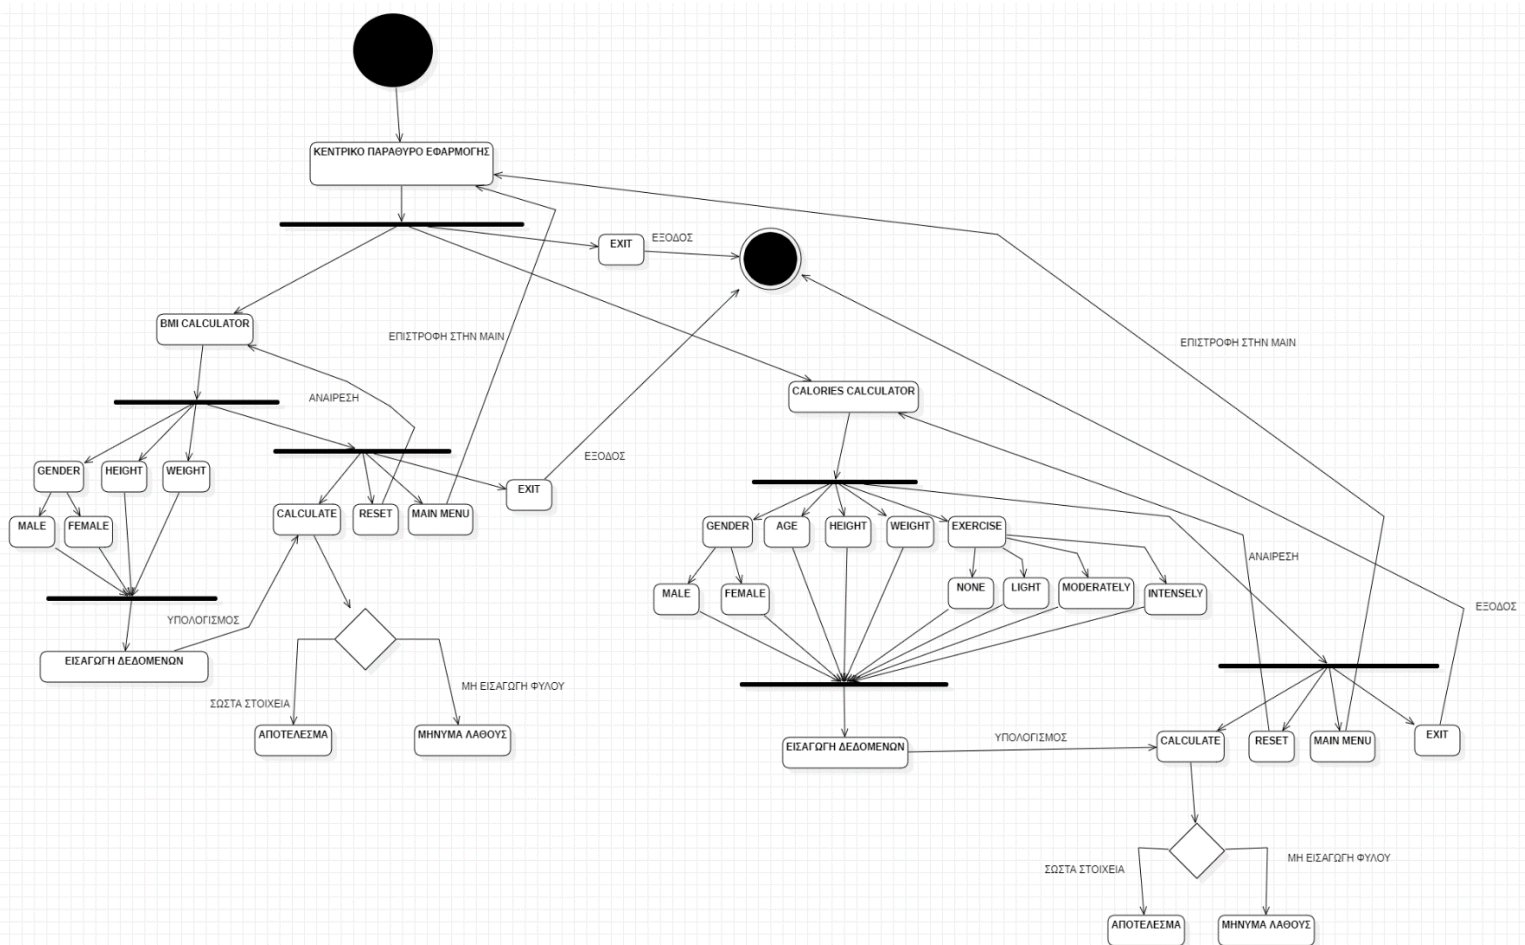 ΚΕΝΤΡΙΚΟ ΠΑΡΑΘΥΡΟ ΕΦΑΡΜΟΓΗΣ
EXIT
ΕΞΟΔΟΣ
BMI CALCULATOR
ΕΠΙΣΤΡΟΦΗ ΣΤΗΝ MAIN
ΕΠΙΣΤΡΟΦΗ ΣΤΗΝ MAIN
ΑΝΑΙΡΕΣΗ
CALORIES CALCULATOR
ΕΞΟΔΟΣ
GENDER
HEIGHT
WEIGHT
EXIT
MALE
FEMALE
CALCULATE
RESET
MAIN MENU
GENDER
AGE
HEIGHT
WEIGHT
EXERCISE
ΑΝΑΙΡΕΣΗ
MALE
FEMALE
NONE
LIGHT
MODERATELY
INTENSELY
ΕΞΟΔΟΣ
ΥΠΟΛΟΓΙΣΜΟΣ
ΕΙΣΑΓΩΓΗ ΔΕΔΟΜΕΝΩΝ
ΣΩΣΤΑ ΣΤΟΙΧΕΙΑ
ΜΗ ΕΙΣΑΓΩΓΗ ΦΥΛΟΥ
ΑΠΟΤΕΛΕΣΜΑ
ΜΗΝΥΜΑ ΛΑΘΟΥΣ
ΕΙΣΑΓΩΓΗ ΔΕΔΟΜΕΝΩΝ
ΥΠΟΛΟΓΙΣΜΟΣ
CALCULATE
RESET
MAIN MENU
EXIT
ΣΩΣΤΑ ΣΤΟΙΧΕΙΑ
ΜΗ ΕΙΣΑΓΩΓΗ ΦΥΛΟΥ
ΑΠΟΤΕΛΕΣΜΑ
ΜΗΝΥΜΑ ΛΑΘΟΥΣ